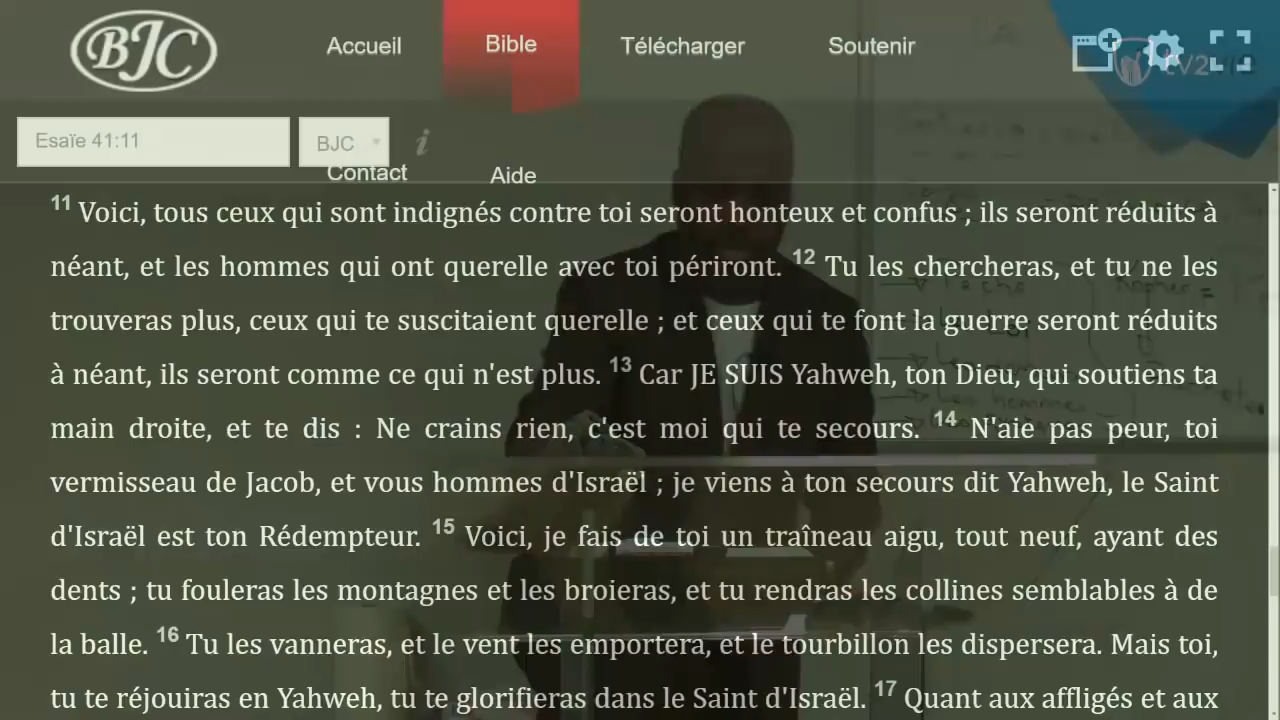 BJC
Accueil
Bible
Télécharger
Soutenir
Esaïe 41:11
BJC
i
Contact
Aide
11 Voici, tous ceux qui sont indignés contre toi seront honteux et confus ; ils seront réduits à
néant, et les hommes qui ont querelle avec toi périront. 12 Tu les chercheras, et tu ne les
trouveras plus, ceux qui te suscitaient querelle ; et ceux qui te font la guerre seront réduits
à néant, ils seront comme ce qui n'est plus. 13 Car JE SUIS Yahweh, ton Dieu, qui soutiens ta
main droite, et te dis : Ne crains rien, c'est moi qui te secours. 14 N'aie pas peur, toi
vermisseau de Jacob, et vous hommes d'Israël ; je viens à ton secours dit Yahweh, le Saint
d'Israël est ton Rédempteur. 15 Voici, je fais de toi un traîneau aigu, tout neuf, ayant des
dents ; tu fouleras les montagnes et les broieras, et tu rendras les collines semblables à de
la balle. 16 Tu les vanneras, et le vent les emportera, et le tourbillon les dispersera. Mais toi,
tu te réjouiras en Yahweh, tu te glorifieras dans le Saint d'Israël. 17 Quant aux affligés et aux